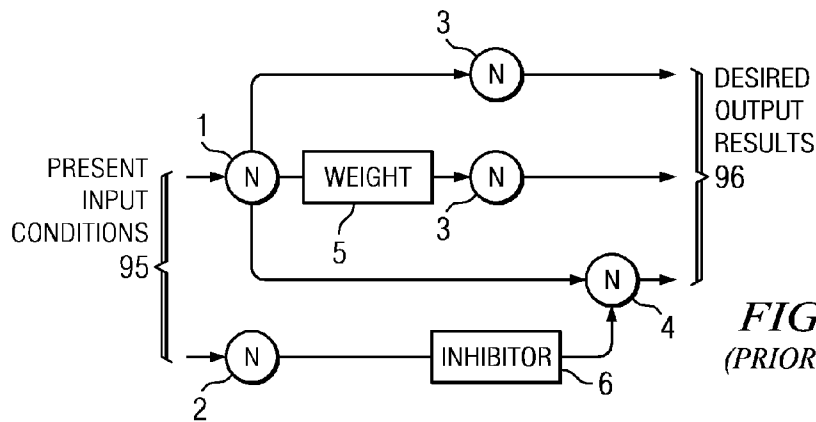 3
N
DESIRED
OUTPUT
RESULTS
96
1
PRESENT
INPUT
CONDITIONS
95
N
WEIGHT
5
N
3
N
4
FIG
(PRIOR
N
2
INHIBITOR
6